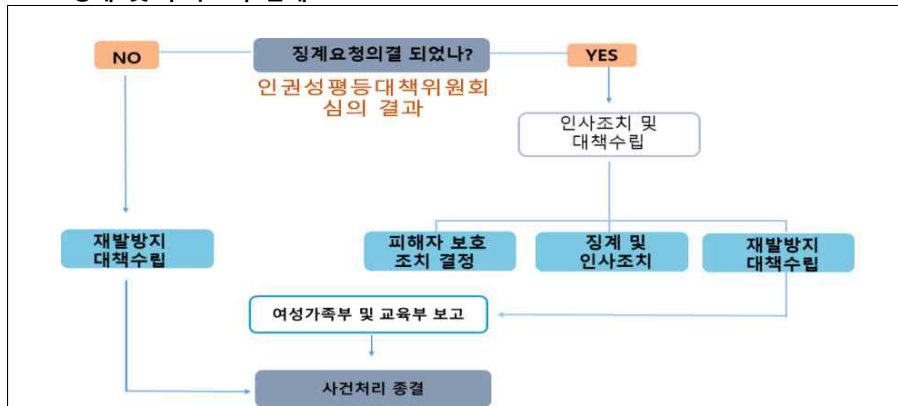 NO
징계요청의결 되었나?
YES
인권성평등대책위원회
심의 결과
인사조치 및
대책수립
재발방지
대책수립
피해자 보호
조치 결정
징계 및
인사조치
재발방지
대책수립
여성가족부 및 교육부 보고
사건처리 종결